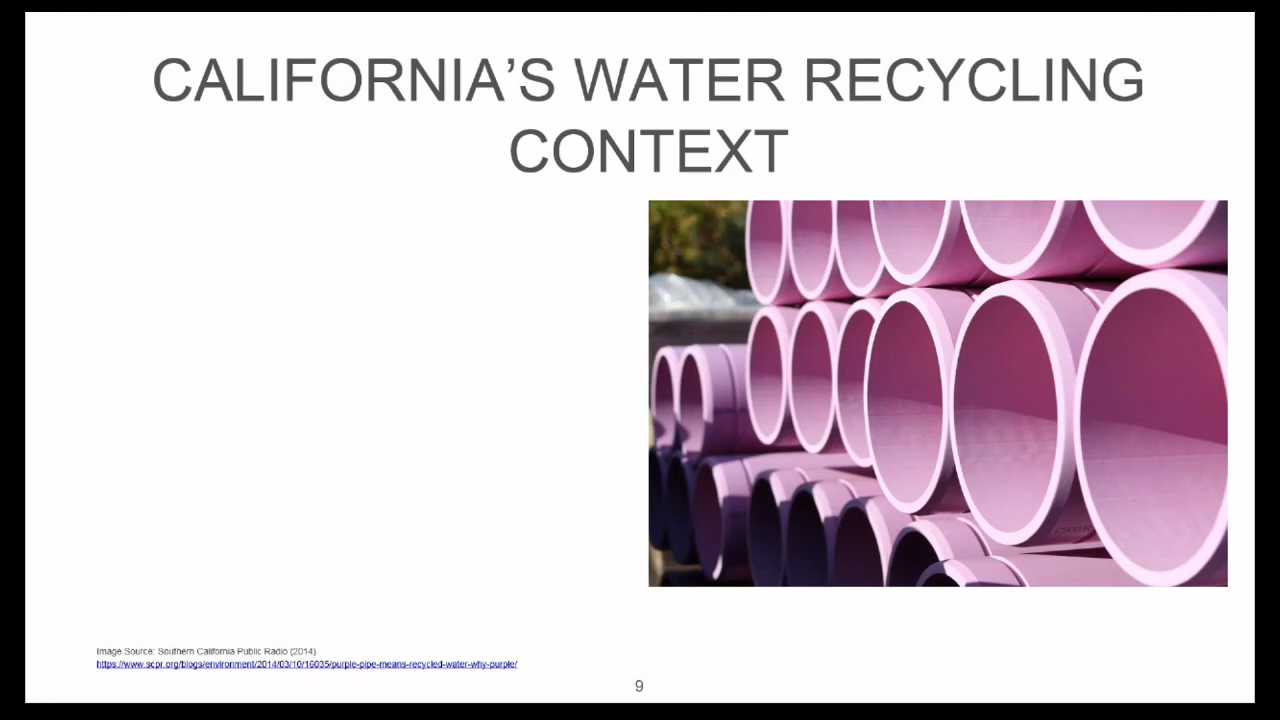 CALIFORNIA’S WATER RECYCLING
CONTEXT
Image Source: Southern California Public Radio (2014)
https://www.scpr.org/blogs/environment/2014/03/10/16035/purple-pipe-means-recycled-water-why-purple/
9